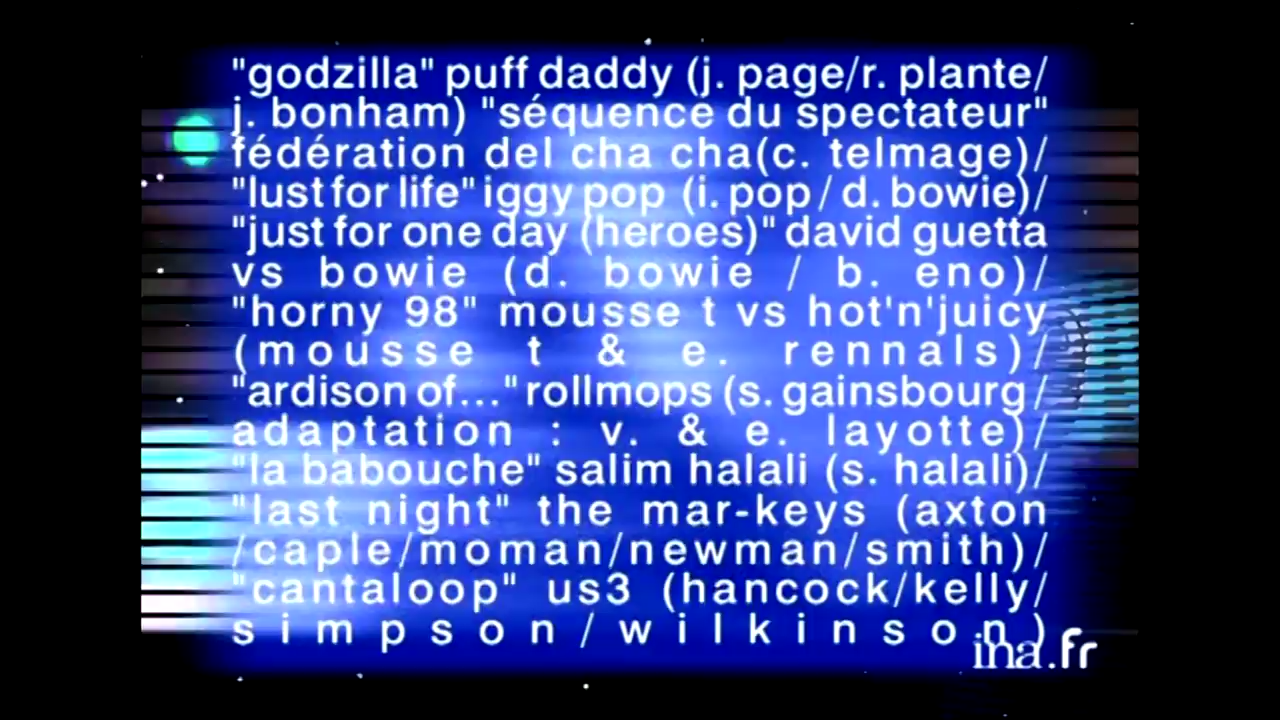 "godzilla" puff daddy (j. page/r. plante/
j. bonham) "séquence du spectateur"
fédération del cha cha(c. telmage)/
"lust for life" iggy pop (i. pop / d. bowie)/
"just for one day (heroes)" david guetta
vs bowie (d. bowie / b. eno)/
"horny 98" mousse t vs hot'n'juicy
(mousse t & e. rennals)/
"ardison of..." rollmops (s. gainsbourg /
adaptation : v. & e. layotte)/
"la babouche" salim halali (s. halali)/
"last night" the mar-keys (axton
/caple/moman/newman/smith)/
"cantaloop" us3 (hancock/kelly/
simpson/wilkinson)
ina.fr